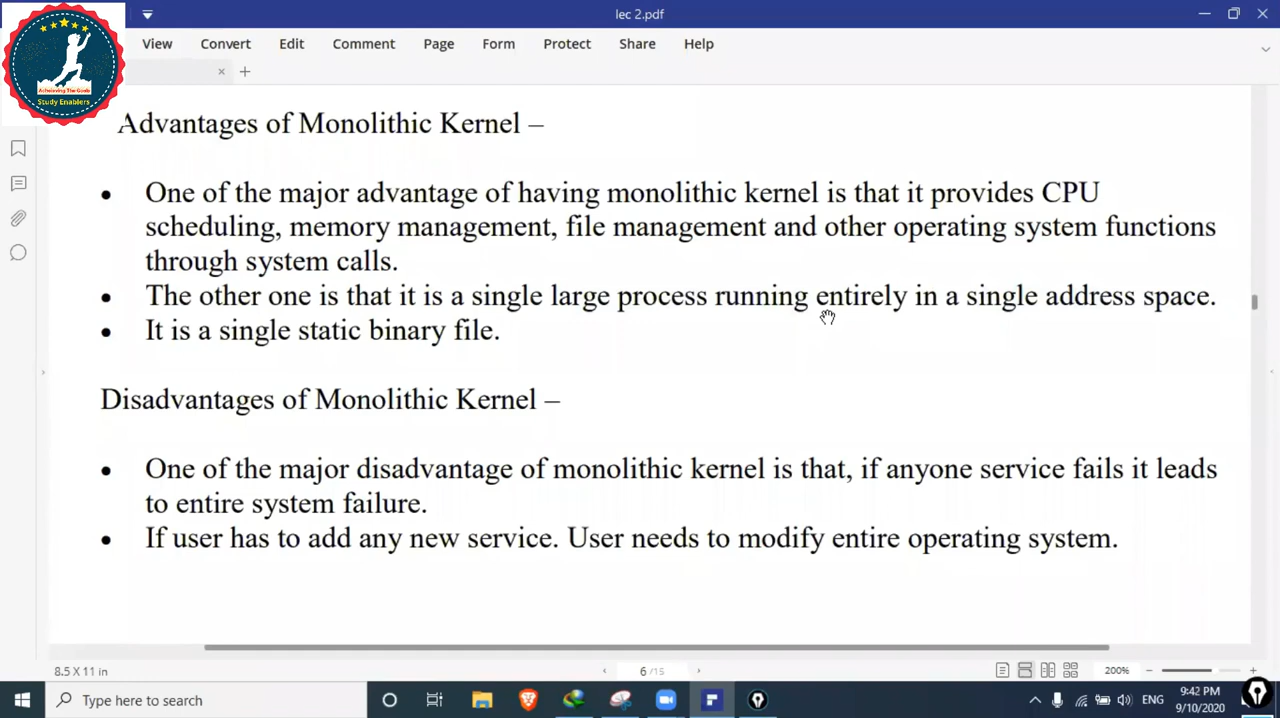 lec 2.pdf
View Convert Edit Comment Page Form Protect Share Help
Acheiveing The Goals
Study Enablers
Advantages of Monolithic Kernel –
• One of the major advantage of having monolithic kernel is that it provides CPU
scheduling, memory management, file management and other operating system functions
through system calls.
• The other one is that it is a single large process running entirely in a single address space.
• It is a single static binary file.
Disadvantages of Monolithic Kernel –
• One of the major disadvantage of monolithic kernel is that, if anyone service fails it leads
to entire system failure.
• If user has to add any new service. User needs to modify entire operating system.
8.5 X 11 in
6 /15
200%
Type here to search
ENG
9:42 PM
9/10/2020